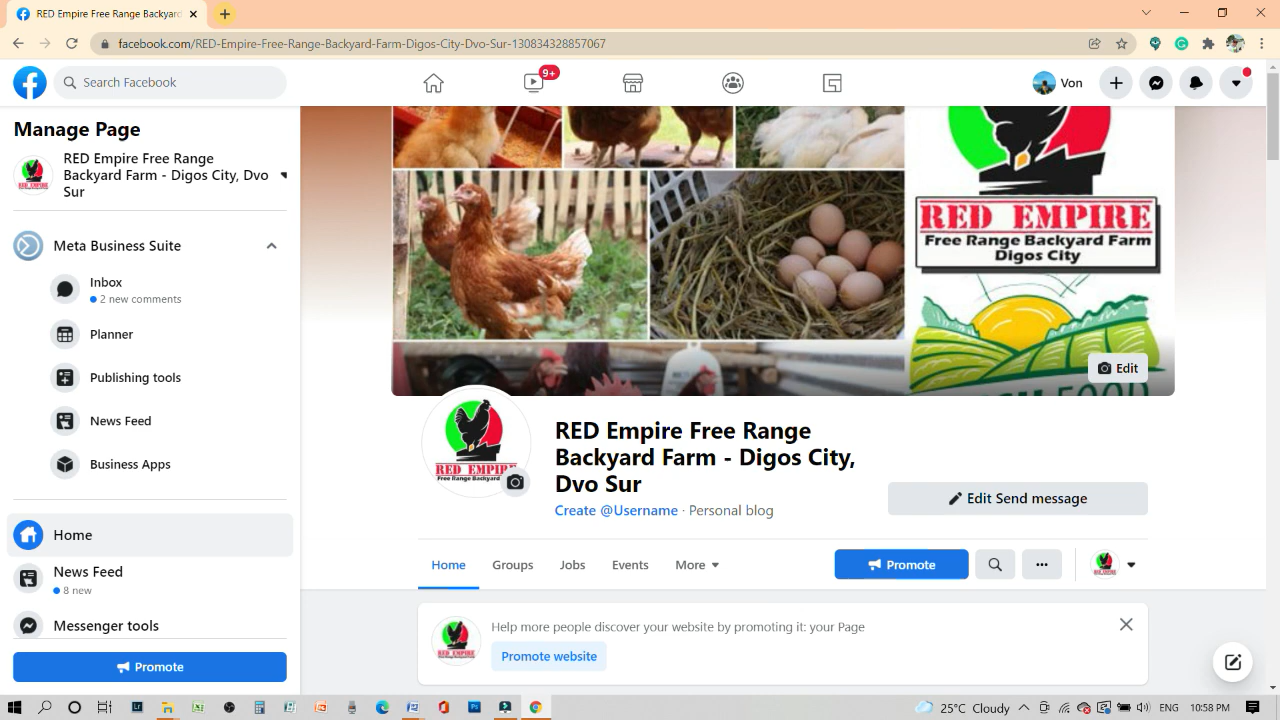 RED Empire Free Range Backyard
facebook.com/RED-Empire-Free-Range-Backyard-Farm-Digos-City-Dvo-Sur-130834328857067
Search Facebook
9+
Von
Manage Page
RED Empire Free Range
Backyard Farm - Digos City, Dvo
Sur
Meta Business Suite
Inbox
2 new comments
Planner
Publishing tools
News Feed
Business Apps
Home
News Feed
8 new
Messenger tools
Promote
RED EMPIRE
Free Range Backyard Farm
Digos City
Edit
RED EMPIRE
Free Range Backyard
RED Empire Free Range
Backyard Farm - Digos City,
Dvo Sur
Create @Username · Personal blog
Edit Send message
Home
Groups
Jobs
Events
More
Promote
Help more people discover your website by promoting it: your Page
Promote website
25°C Cloudy
ENG
10:58 PM